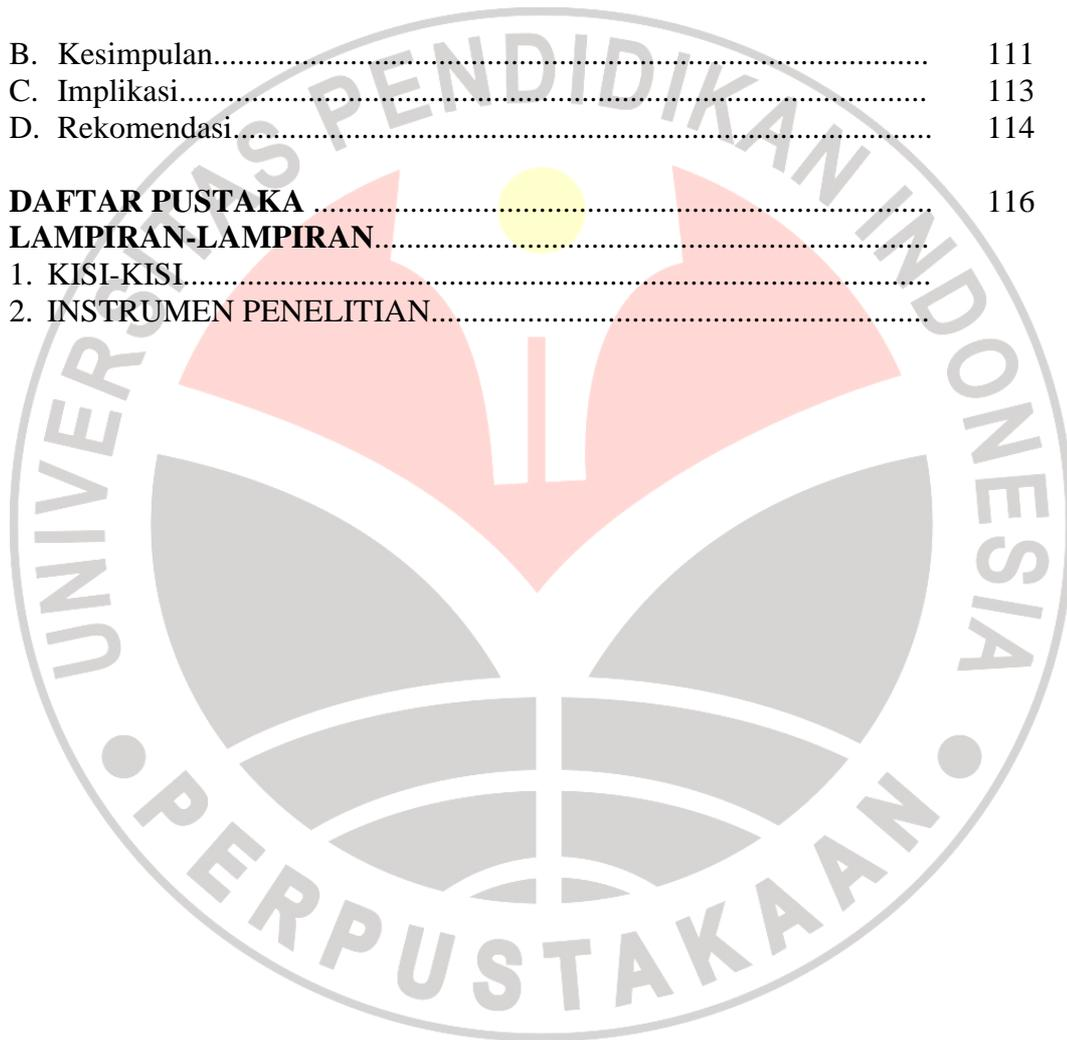 B. Kesimpulan........................................................................................ 111
C. Implikasi............................................................................................ 113
D. Rekomendasi..................................................................................... 114
DAFTAR PUSTAKA ............................................................................ 116
LAMPIRAN-LAMPIRAN....................................................................
1. KISI-KISI............................................................................................
2. INSTRUMEN PENELITIAN.............................................................
UNIVERSITAS PENDIDIKAN INDONESIA
PERPUSTAKAAN